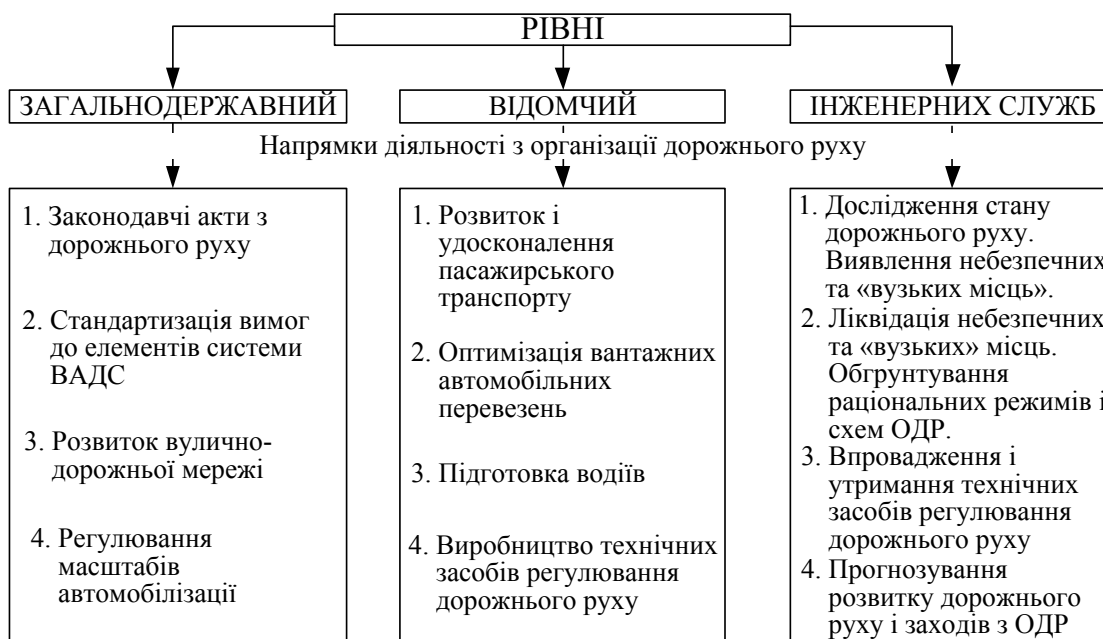 РІВНІ
ЗАГАЛЬНОДЕРЖАВНИЙ
ВІДОМЧИЙ
ІНЖЕНЕРНИХ СЛУЖБ
Напрямки діяльності з організації дорожнього руху
1. Законодавчі акти з
дорожнього руху
2. Стандартизація вимог
до елементів системи
ВАДС
3. Розвиток вулично-
дорожньої мережі
4. Регулювання
масштабів
автомобілізації
1. Розвиток і
удосконалення
пасажирського
транспорту
2. Оптимізація вантажних
автомобільних
перевезень
3. Підготовка водіїв
4. Виробництво технічних
засобів регулювання
дорожнього руху
1. Дослідження стану
дорожнього руху.
Виявлення небезпечних
та «вузьких місць».
2. Ліквідація небезпечних
та «вузьких» місць.
Обгрунтування
раціональних режимів і
схем ОДР.
3. Впровадження і
утримання технічних
засобів регулювання
дорожнього руху
4. Прогнозування
розвитку дорожнього
руху і заходів з ОДР